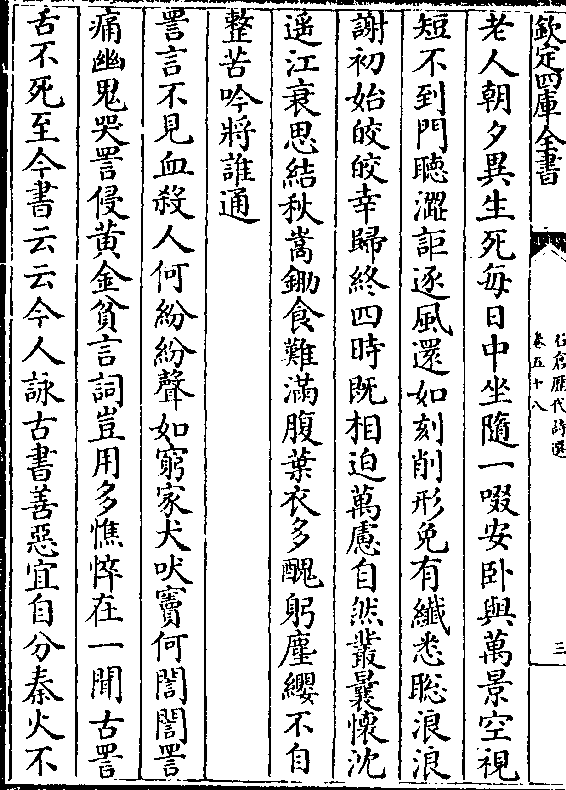 欽定四庫全書
石倉歷代詩選
卷五十八
三
老人朝夕異生死每日中坐隨一啜安卧與萬景空視
短不到門聽澀詎逐風還如刻削形免有纖悉聰浪浪
謝初始皎皎幸歸終四時既相迫萬慮自然叢曩懷沈
遥江衰思結秋嵩鋤食難滿腹葉衣多醜躬塵纓不自
整苦吟將誰通
詈言不見血殺人何紛紛聲如窮家犬吠竇何誾誾詈
痛幽鬼哭詈侵黄金貧言詞豈用多憔悴在一聞古詈
舌不死至今書云云今人詠古書善惡宜自分秦火不